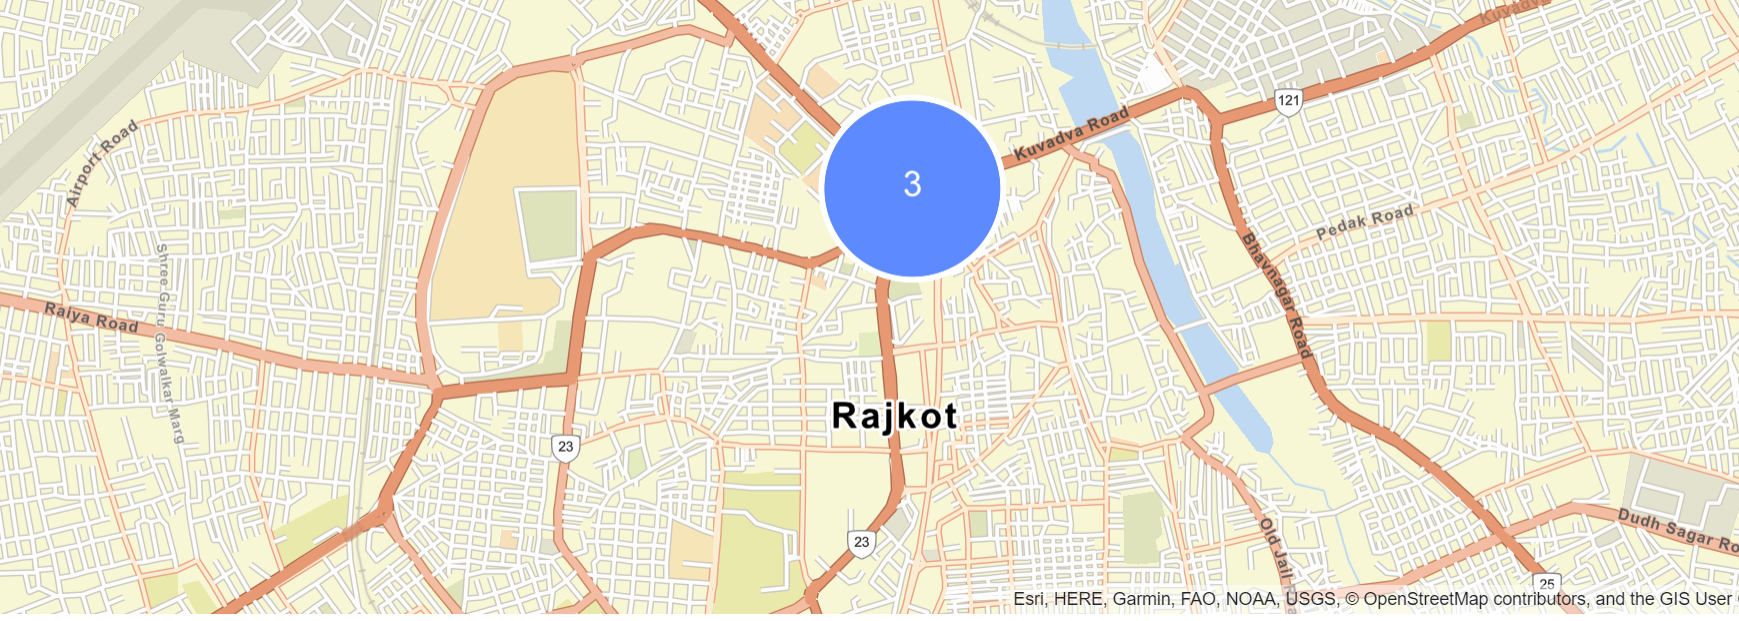 Kuvadva
121
Kuvadva Road
Airport Road
3
Pedak Road
Bhavnagar Road
Shree Guru Golwalkar Marg
Raiya Road
Rajkot
23
23
Dudh Sagar Ro
Old Jail
25
Esri, HERE, Garmin, FAO, NOAA, USGS, © OpenStreetMap contributors, and the GIS User